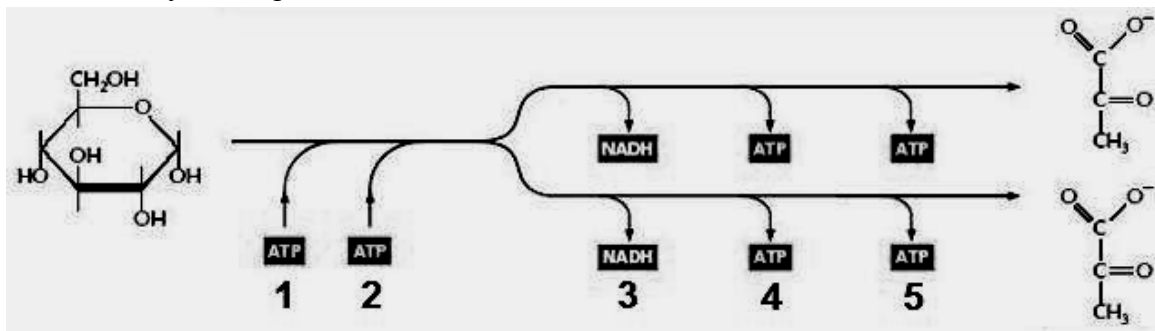 CH₂OH
O
OH
HO
OH
OH
ATP
1
ATP
2
NADH
ATP
ATP
NADH
3
ATP
4
ATP
5
O
O⁻
C
C=O
CH₃
O
O⁻
C
C=O
CH₃